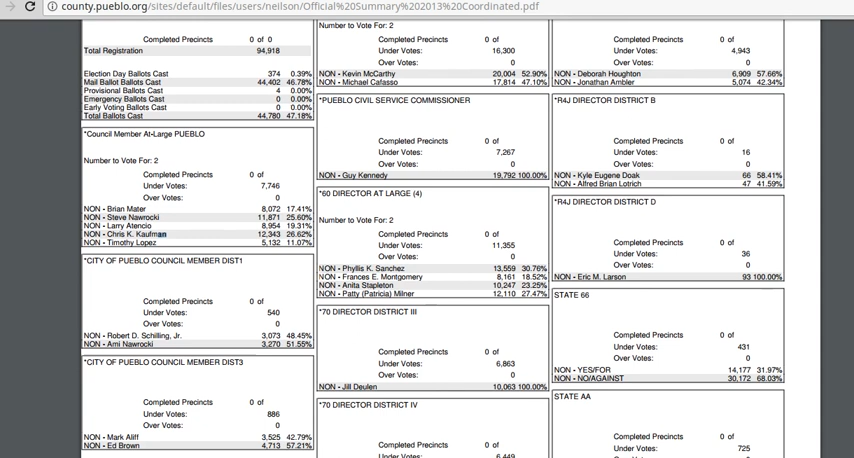 county.pueblo.org/sites/default/files/users/neilson/Official%20Summary%202013%20Coordinated.pdf
Completed Precincts 0 of 0
Total Registration 94,918
Election Day Ballots Cast 374 0.39%
Mail Ballot Ballots Cast 44,402 46.78%
Provisional Ballots Cast 4 0.00%
Emergency Ballots Cast 0 0.00%
Early Voting Ballots Cast 0 0.00%
Total Ballots Cast 44,780 47.18%
*Council Member At-Large PUEBLO
Number to Vote For: 2
Completed Precincts 0 of
Under Votes: 7,746
Over Votes: 0
NON - Brian Mater 8,072 17.41%
NON - Steve Nawrocki 11,871 25.60%
NON - Larry Atencio 8,954 19.31%
NON - Chris K. Kaufman 12,343 26.62%
NON - Timothy Lopez 5,132 11.07%
*CITY OF PUEBLO COUNCIL MEMBER DIST1
Completed Precincts 0 of
Under Votes: 540
Over Votes: 0
NON - Robert D. Schilling, Jr. 3,073 48.45%
NON - Ami Nawrocki 3,270 51.55%
*CITY OF PUEBLO COUNCIL MEMBER DIST3
Completed Precincts 0 of
Under Votes: 886
Over Votes: 0
NON - Mark Aliff 3,525 42.79%
NON - Ed Brown 4,713 57.21%
Number to Vote For: 2
Completed Precincts 0 of
Under Votes: 16,300
Over Votes: 0
NON - Kevin McCarthy 20,004 52.90%
NON - Michael Cafasso 17,814 47.10%
*PUEBLO CIVIL SERVICE COMMISSIONER
Completed Precincts 0 of
Under Votes: 7,267
Over Votes: 0
NON - Guy Kennedy 19,792 100.00%
*60 DIRECTOR AT LARGE (4)
Number to Vote For: 2
Completed Precincts 0 of
Under Votes: 11,355
Over Votes: 0
NON - Phyllis K. Sanchez 13,559 30.76%
NON - Frances E. Montgomery 8,161 18.52%
NON - Anita Stapleton 10,247 23.25%
NON - Patty (Patricia) Milner 12,110 27.47%
*70 DIRECTOR DISTRICT III
Completed Precincts 0 of
Under Votes: 6,863
Over Votes: 0
NON - Jill Deulen 10,063 100.00%
*70 DIRECTOR DISTRICT IV
Completed Precincts 0 of
Under Votes: 6,449
Completed Precincts 0 of
Under Votes: 4,943
Over Votes: 0
NON - Deborah Houghton 6,909 57.66%
NON - Jonathan Ambler 5,074 42.34%
*R4J DIRECTOR DISTRICT B
Completed Precincts 0 of
Under Votes: 16
Over Votes: 0
NON - Kyle Eugene Doak 66 58.41%
NON - Alfred Brian Lotrich 47 41.59%
*R4J DIRECTOR DISTRICT D
Completed Precincts 0 of
Under Votes: 36
Over Votes: 0
NON - Eric M. Larson 93 100.00%
STATE 66
Completed Precincts 0 of
Under Votes: 431
Over Votes: 0
NON - YES/FOR 14,177 31.97%
NON - NO/AGAINST 30,172 68.03%
STATE AA
Completed Precincts 0 of
Under Votes: 725
Over Votes: 0